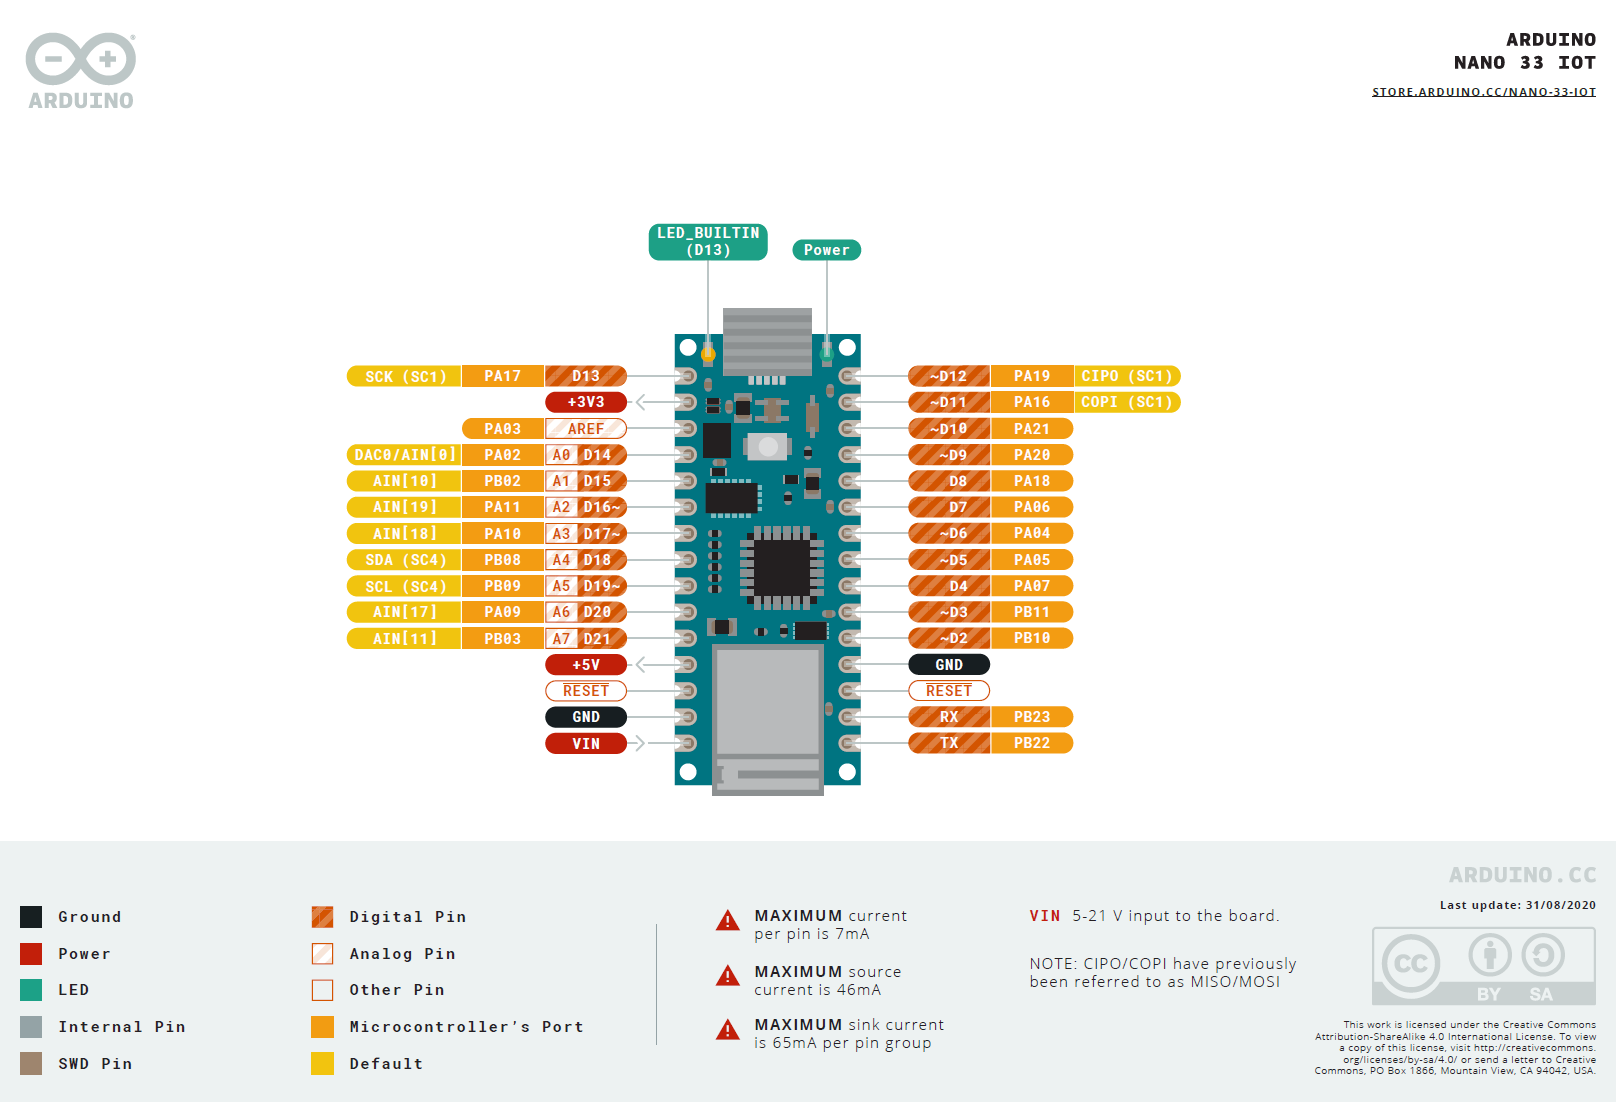 ARDUINO
ARDUINO
NANO 33 IOT
STORE.ARDUINO.CC/NANO-33-IOT
LED_BUILTIN
(D13)
Power
SCK (SC1) PA17 D13
+3V3
PA03 AREF
DAC0/AIN[0] PA02 A0 D14
AIN[10] PB02 A1 D15
AIN[19] PA11 A2 D16~
AIN[18] PA10 A3 D17~
SDA (SC4) PB08 A4 D18
SCL (SC4) PB09 A5 D19~
AIN[17] PA09 A6 D20
AIN[11] PB03 A7 D21
+5V
RESET
GND
VIN
~D12 PA19 CIPO (SC1)
~D11 PA16 COPI (SC1)
~D10 PA21
~D9 PA20
D8 PA18
D7 PA06
~D6 PA04
~D5 PA05
D4 PA07
~D3 PB11
~D2 PB10
GND
RESET
RX PB23
TX PB22
Ground
Power
LED
Internal Pin
SWD Pin
Digital Pin
Analog Pin
Other Pin
Microcontroller's Port
Default
MAXIMUM current
per pin is 7mA
MAXIMUM source
current is 46mA
MAXIMUM sink current
is 65mA per pin group
VIN 5-21 V input to the board.
NOTE: CIPO/COPI have previously
been referred to as MISO/MOSI
ARDUINO.CC
Last update: 31/08/2020
CC
BY SA
This work is licensed under the Creative Commons
Attribution-ShareAlike 4.0 International License. To view
a copy of this license, visit http://creativecommons.
org/licenses/by-sa/4.0/ or send a letter to Creative
Commons, PO Box 1866, Mountain View, CA 94042, USA.